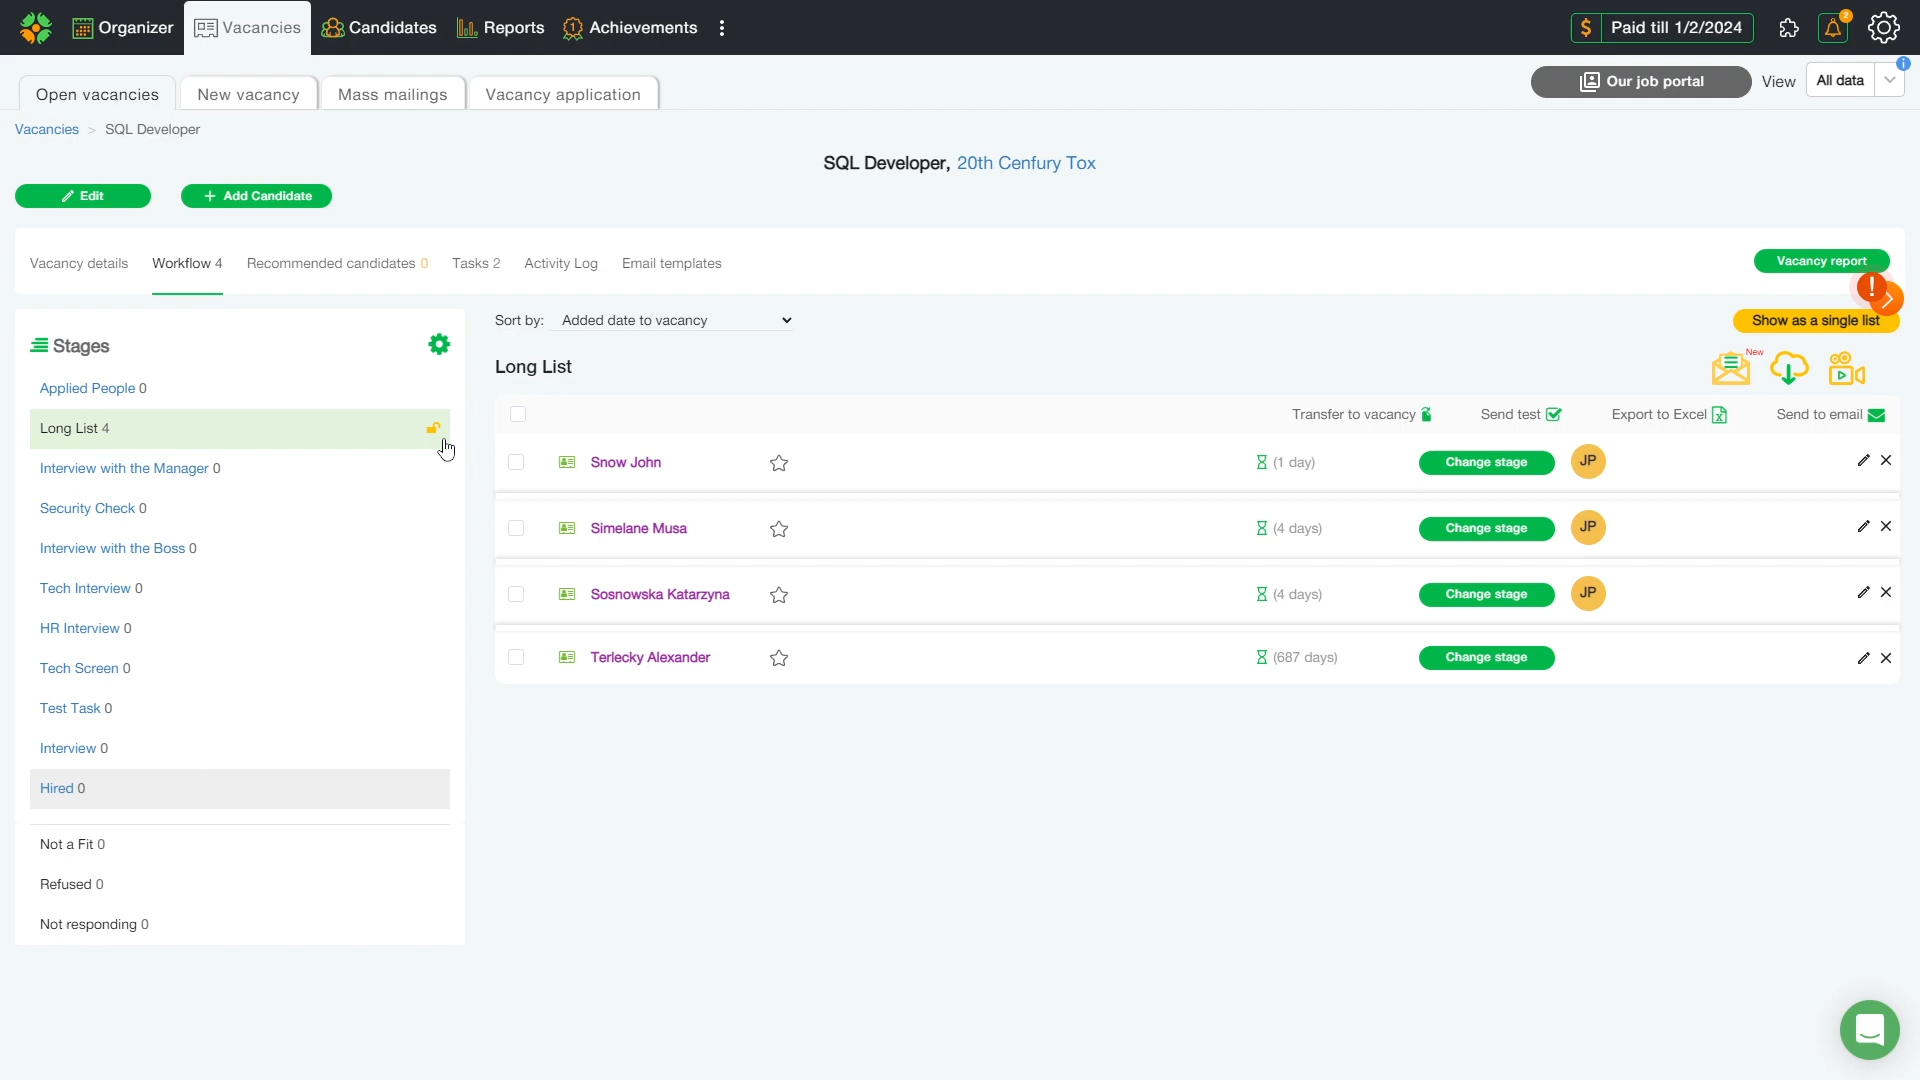 Organizer
Vacancies
Candidates
Reports
1
Achievements
$
Paid till 1/2/2024
2
Open vacancies
New vacancy
Mass mailings
Vacancy application
Our job portal
View
All data
i
Vacancies > SQL Developer
SQL Developer, 20th Cenfury Tox
Edit
+ Add Candidate
Vacancy details
Workflow 4
Recommended candidates 0
Tasks 2
Activity Log
Email templates
Vacancy report
!
Stages
Sort by: Added date to vacancy
Show as a single list
Long List
New
Applied People 0
Long List 4
Interview with the Manager 0
Security Check 0
Interview with the Boss 0
Tech Interview 0
HR Interview 0
Tech Screen 0
Test Task 0
Interview 0
Hired 0
Not a Fit 0
Refused 0
Not responding 0
Transfer to vacancy
Send test
Export to Excel
Send to email
Snow John (1 day) Change stage JP
Simelane Musa (4 days) Change stage JP
Sosnowska Katarzyna (4 days) Change stage JP
Terlecky Alexander (687 days) Change stage